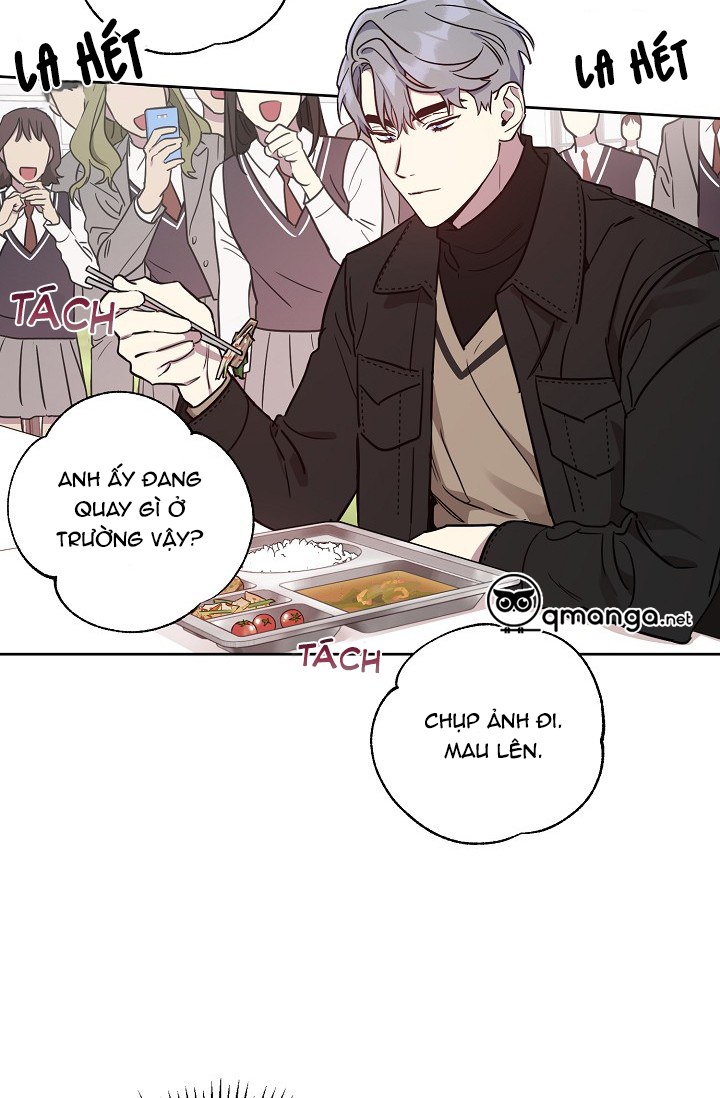 LA HÉT
LA HÉT
TÁCH
ANH ẤY ĐANG
QUAY GÌ Ở
TRƯỜNG VẬY?
qmanga.net
TÁCH
CHỤP ẢNH ĐI.
MAU LÊN.